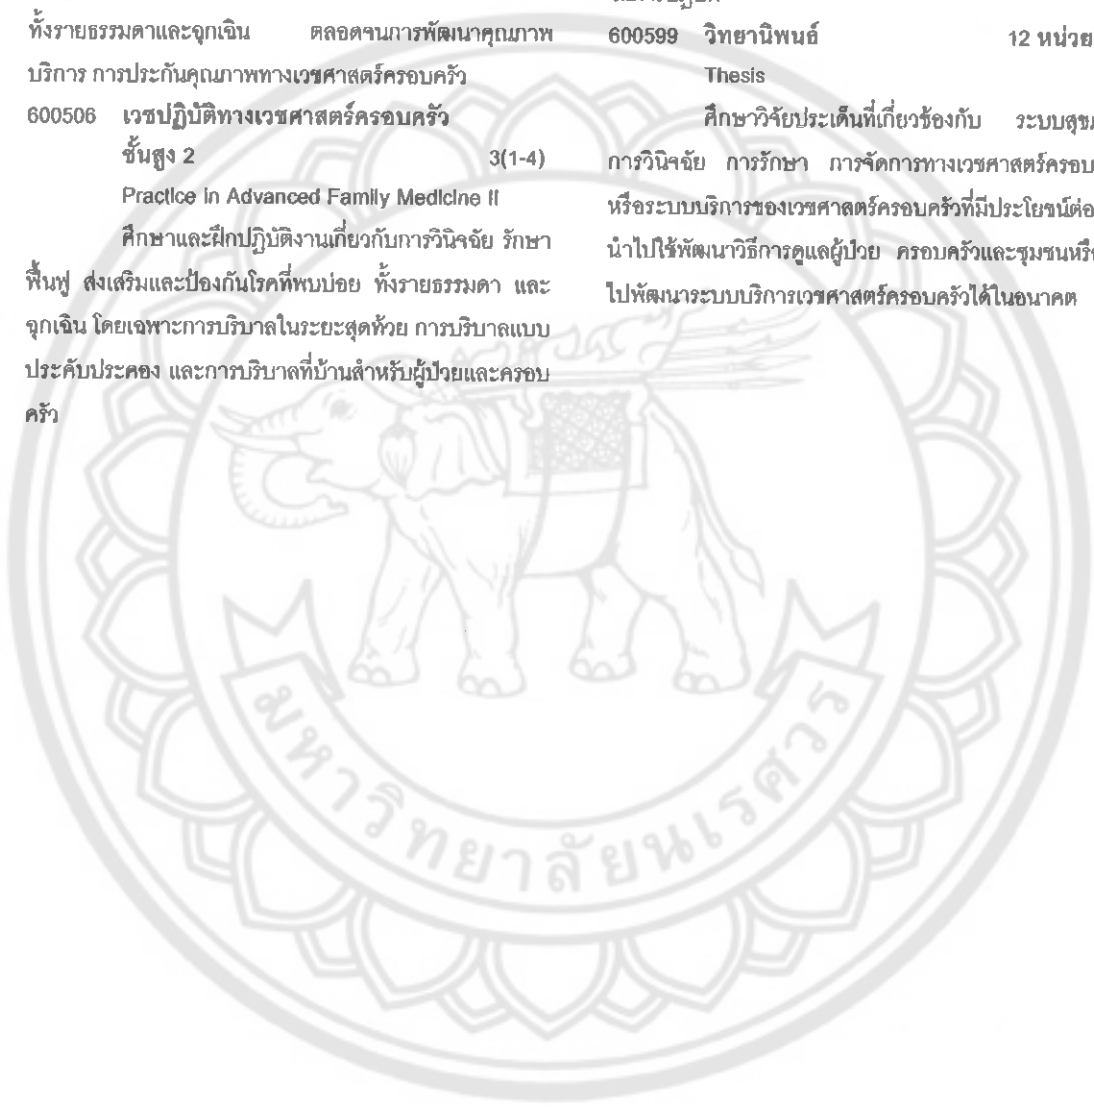 ทั้งรายธรรมดาและฉุกเฉิน ตลอดจนการพัฒนาคุณภาพ
บริการ การประกันคุณภาพทางเวชศาสตร์ครอบครัว
600506 เวชปฏิบัติทางเวชศาสตร์ครอบครัว
ชั้นสูง 2 3(1-4)
Practice in Advanced Family Medicine II
ศึกษาและฝึกปฏิบัติงานเกี่ยวกับการวินิจฉัย รักษา
ฟื้นฟู ส่งเสริมและป้องกันโรคที่พบบ่อย ทั้งรายธรรมดา และ
ฉุกเฉิน โดยเฉพาะการบริบาลในระยะสุดท้าย การบริบาลแบบ
ประคับประคอง และการบริบาลที่บ้านสำหรับผู้ป่วยและครอบ
ครัว
600599 วิทยานิพนธ์ 12 หน่วย
Thesis
ศึกษาวิจัยประเด็นที่เกี่ยวข้องกับ ระบบสุข
การวินิจฉัย การรักษา การจัดการทางเวชศาสตร์ครอบ
หรือระบบบริการของเวชศาสตร์ครอบครัวที่มีประโยชน์ต่อ
นำไปใช้พัฒนาวิธีการดูแลผู้ป่วย ครอบครัวและชุมชนหรื
ไปพัฒนาระบบบริการเวชศาสตร์ครอบครัวได้ในอนาคต
มหาวิทยาลัยนเรศวร